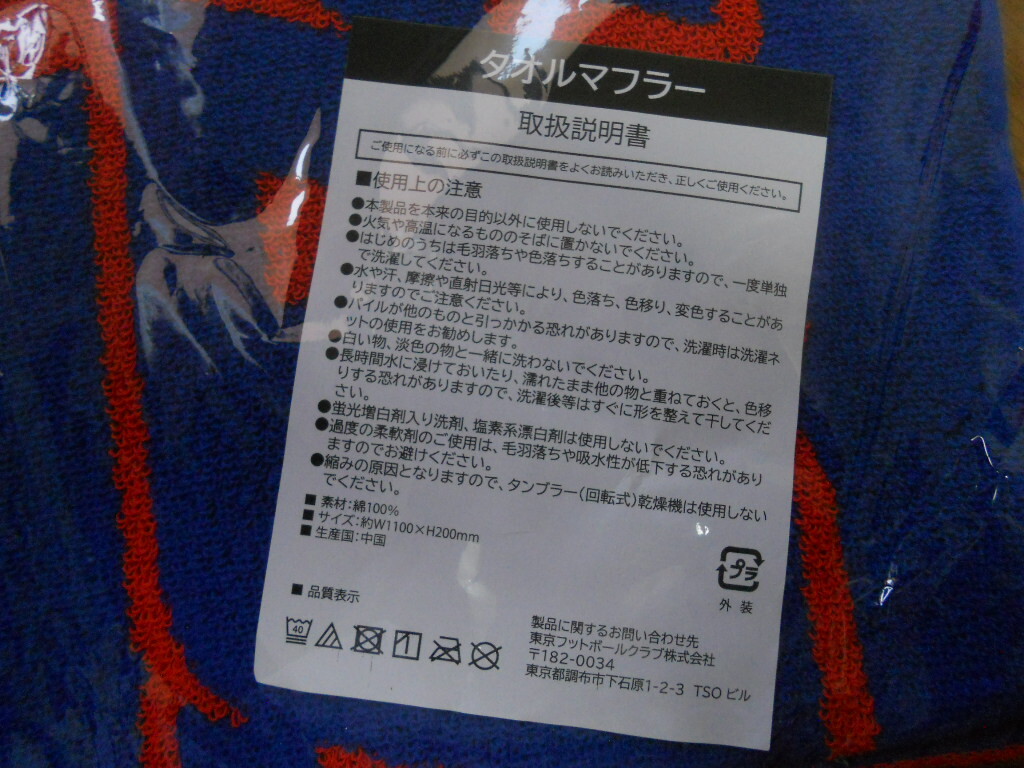 タオルマフラー
取扱説明書
ご使用になる前に必ずこの取扱説明書をよくお読みいただき、正しくご使用ください。
■使用上の注意
●本製品を本来の目的以外に使用しないでください。
●火気や高温になるもののそばに置かないでください。
●はじめのうちは毛羽落ちや色落ちすることがありますので、一度単独
で洗濯してください。
●水や汗、摩擦や直射日光等により、色落ち、色移り、変色することがあ
りますのでご注意ください。
●パイルが他のものと引っかかる恐れがありますので、洗濯時は洗濯ネ
ットの使用をお勧めします。
●白い物、淡色の物と一緒に洗わないでください。
●長時間水に浸けておいたり、濡れたまま他の物と重ねておくと、色移
りする恐れがありますので、洗濯後等はすぐに形を整えて干してくだ
さい。
●蛍光増白剤入り洗剤、塩素系漂白剤は使用しないでください。
●過度の柔軟剤のご使用は、毛羽落ちや吸水性が低下する恐れがあり
ますのでお避けください。
●縮みの原因となりますので、タンブラー(回転式)乾燥機は使用しない
でください。
■ 素材：綿100%
■ サイズ：約W1100×H200mm
■ 生産国：中国
プラ
外 装
■ 品質表示
40
製品に関するお問い合わせ先
東京フットボールクラブ株式会社
〒182-0034
東京都調布市下石原1-2-3 TSO ビル